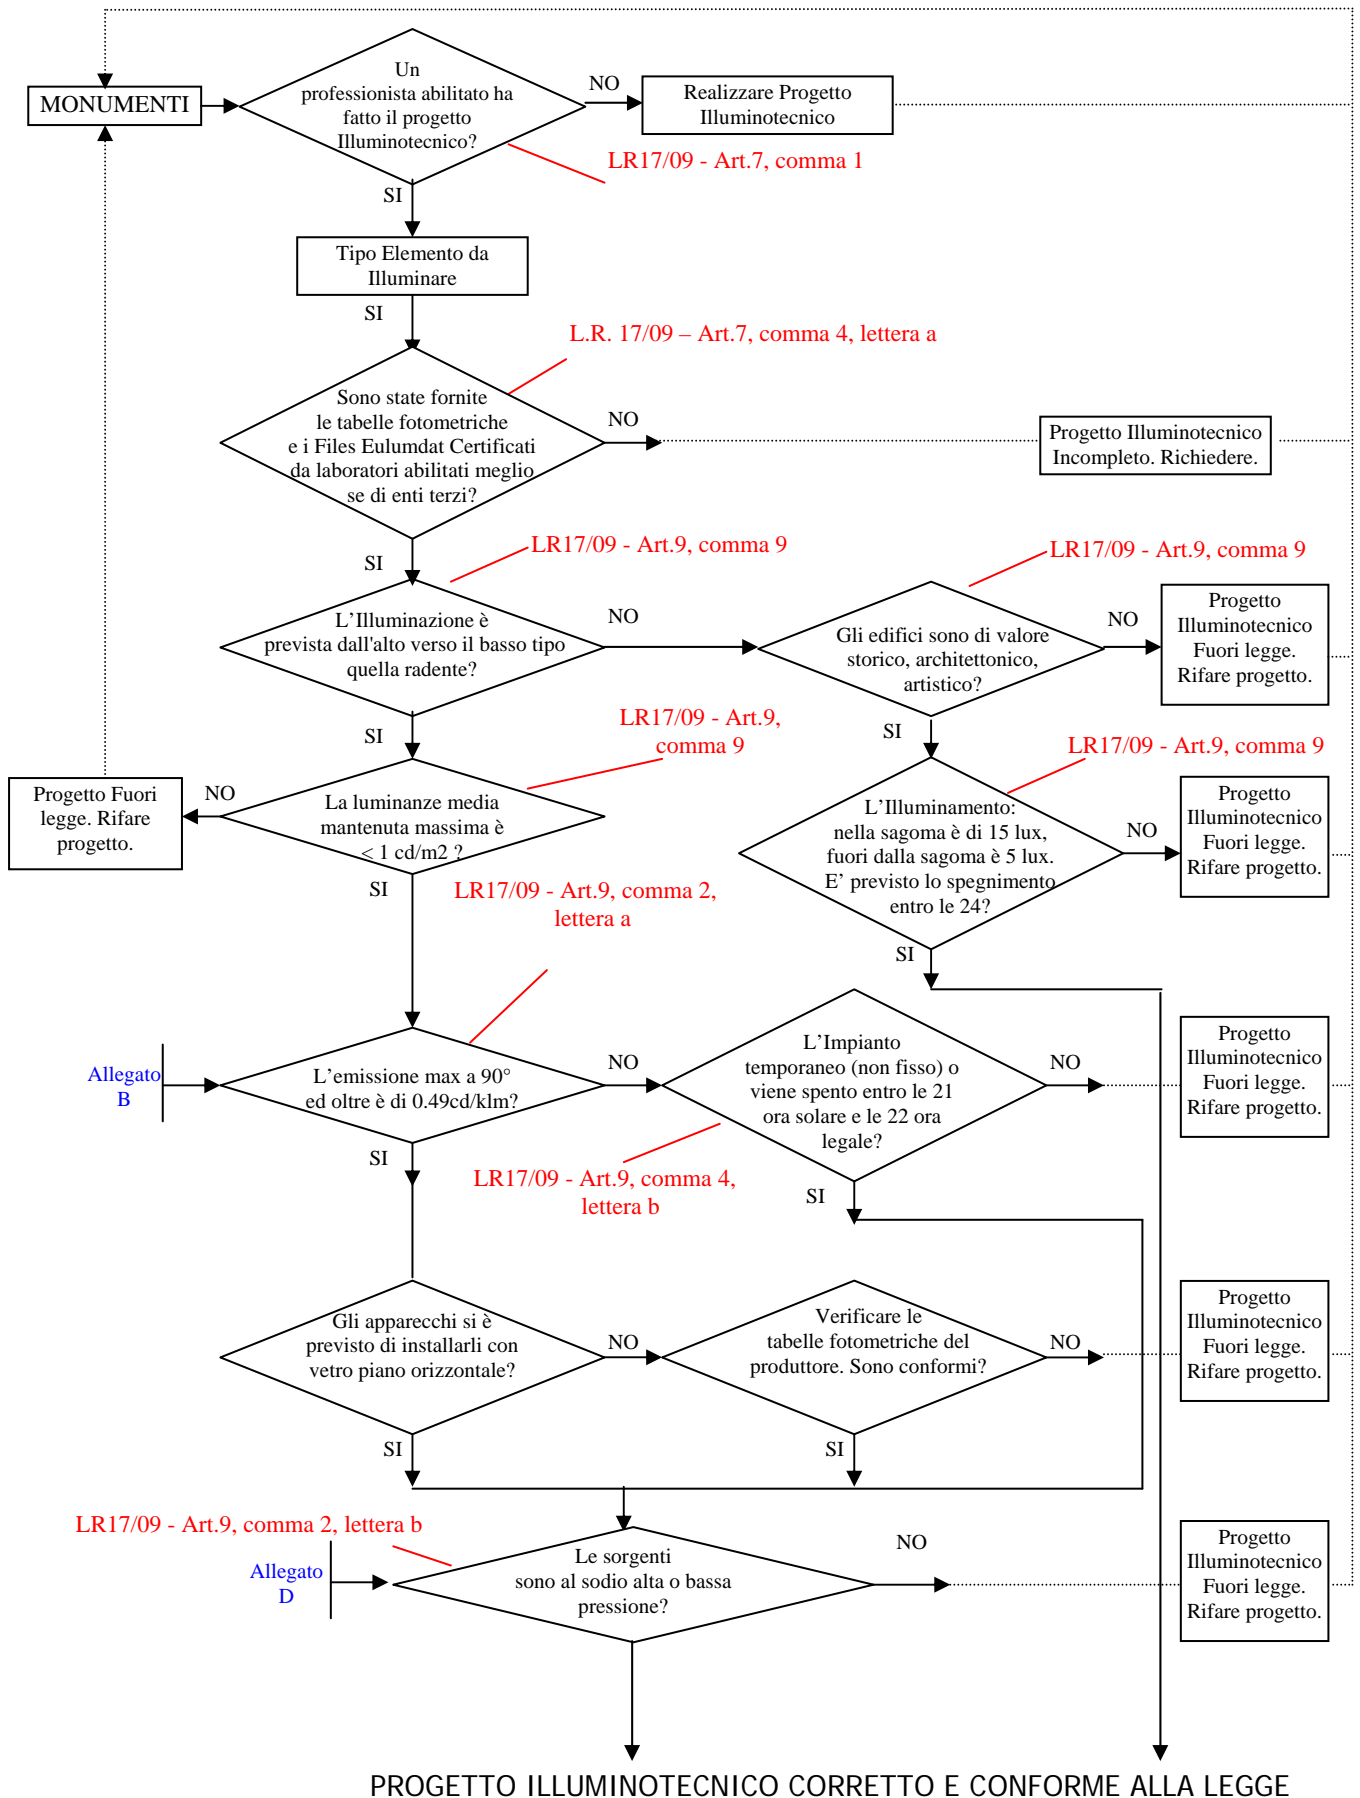 MONUMENTI
Un
professionista abilitato ha
fatto il progetto
Illuminotecnico?
NO
Realizzare Progetto
Illuminotecnico
LR17/09 - Art.7, comma 1
SI
Tipo Elemento da
Illuminare
SI
L.R. 17/09 – Art.7, comma 4, lettera a
Sono state fornite
le tabelle fotometriche
e i Files Eulumdat Certificati
da laboratori abilitati meglio
se di enti terzi?
NO
Progetto Illuminotecnico
Incompleto. Richiedere.
SI
LR17/09 - Art.9, comma 9
L'Illuminazione è
prevista dall'alto verso il basso tipo
quella radente?
NO
LR17/09 - Art.9, comma 9
Gli edifici sono di valore
storico, architettonico,
artistico?
NO
Progetto
Illuminotecnico
Fuori legge.
Rifare progetto.
SI
LR17/09 - Art.9,
comma 9
SI
LR17/09 - Art.9, comma 9
Progetto Fuori
legge. Rifare
progetto.
NO
La luminanze media
mantenuta massima è
< 1 cd/m2 ?
L'Illuminamento:
nella sagoma è di 15 lux,
fuori dalla sagoma è 5 lux.
E' previsto lo spegnimento
entro le 24?
NO
Progetto
Illuminotecnico
Fuori legge.
Rifare progetto.
SI
LR17/09 - Art.9, comma 2,
lettera a
SI
Allegato
B
L'emissione max a 90°
ed oltre è di 0.49cd/klm?
NO
L'Impianto
temporaneo (non fisso) o
viene spento entro le 21
ora solare e le 22 ora
legale?
NO
Progetto
Illuminotecnico
Fuori legge.
Rifare progetto.
SI
LR17/09 - Art.9, comma 4,
lettera b
SI
Gli apparecchi si è
previsto di installarli con
vetro piano orizzontale?
NO
Verificare le
tabelle fotometriche del
produttore. Sono conformi?
NO
Progetto
Illuminotecnico
Fuori legge.
Rifare progetto.
SI
SI
LR17/09 - Art.9, comma 2, lettera b
Allegato
D
Le sorgenti
sono al sodio alta o bassa
pressione?
NO
Progetto
Illuminotecnico
Fuori legge.
Rifare progetto.
PROGETTO ILLUMINOTECNICO CORRETTO E CONFORME ALLA LEGGE